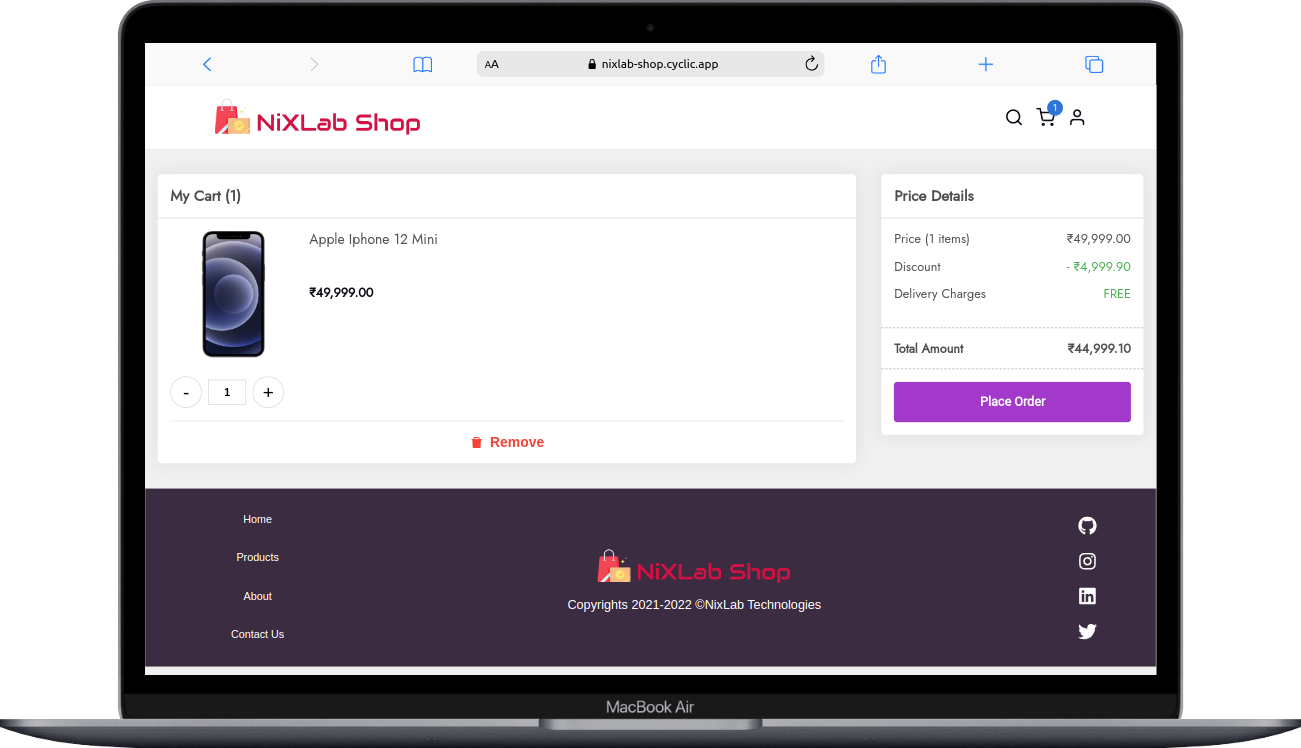 AA nixlab-shop.cyclic.app
NiXLab Shop
1
My Cart (1)
Apple Iphone 12 Mini
₹49,999.00
- 1 +
Remove
Price Details
Price (1 items) ₹49,999.00
Discount - ₹4,999.90
Delivery Charges FREE
Total Amount ₹44,999.10
Place Order
Home
Products
About
Contact Us
NiXLab Shop
Copyrights 2021-2022 ©NixLab Technologies
in
MacBook Air